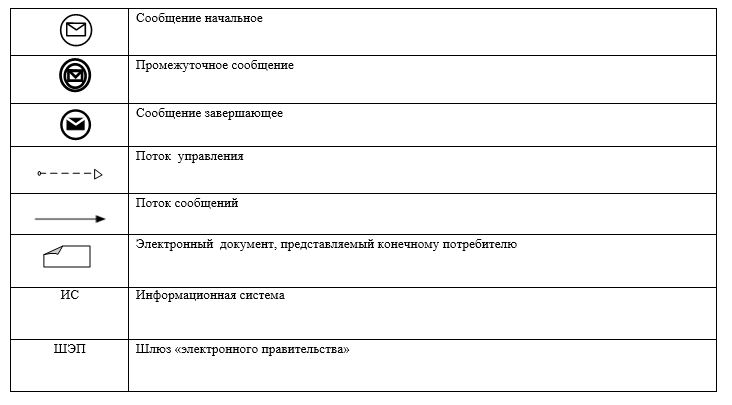 Сообщение начальное
Промежуточное сообщение
Сообщение завершающее
Поток управления
Поток сообщений
Электронный документ, представляемый конечному потребителю
ИС Информационная система
ШЭП Шлюз «электронного правительства»